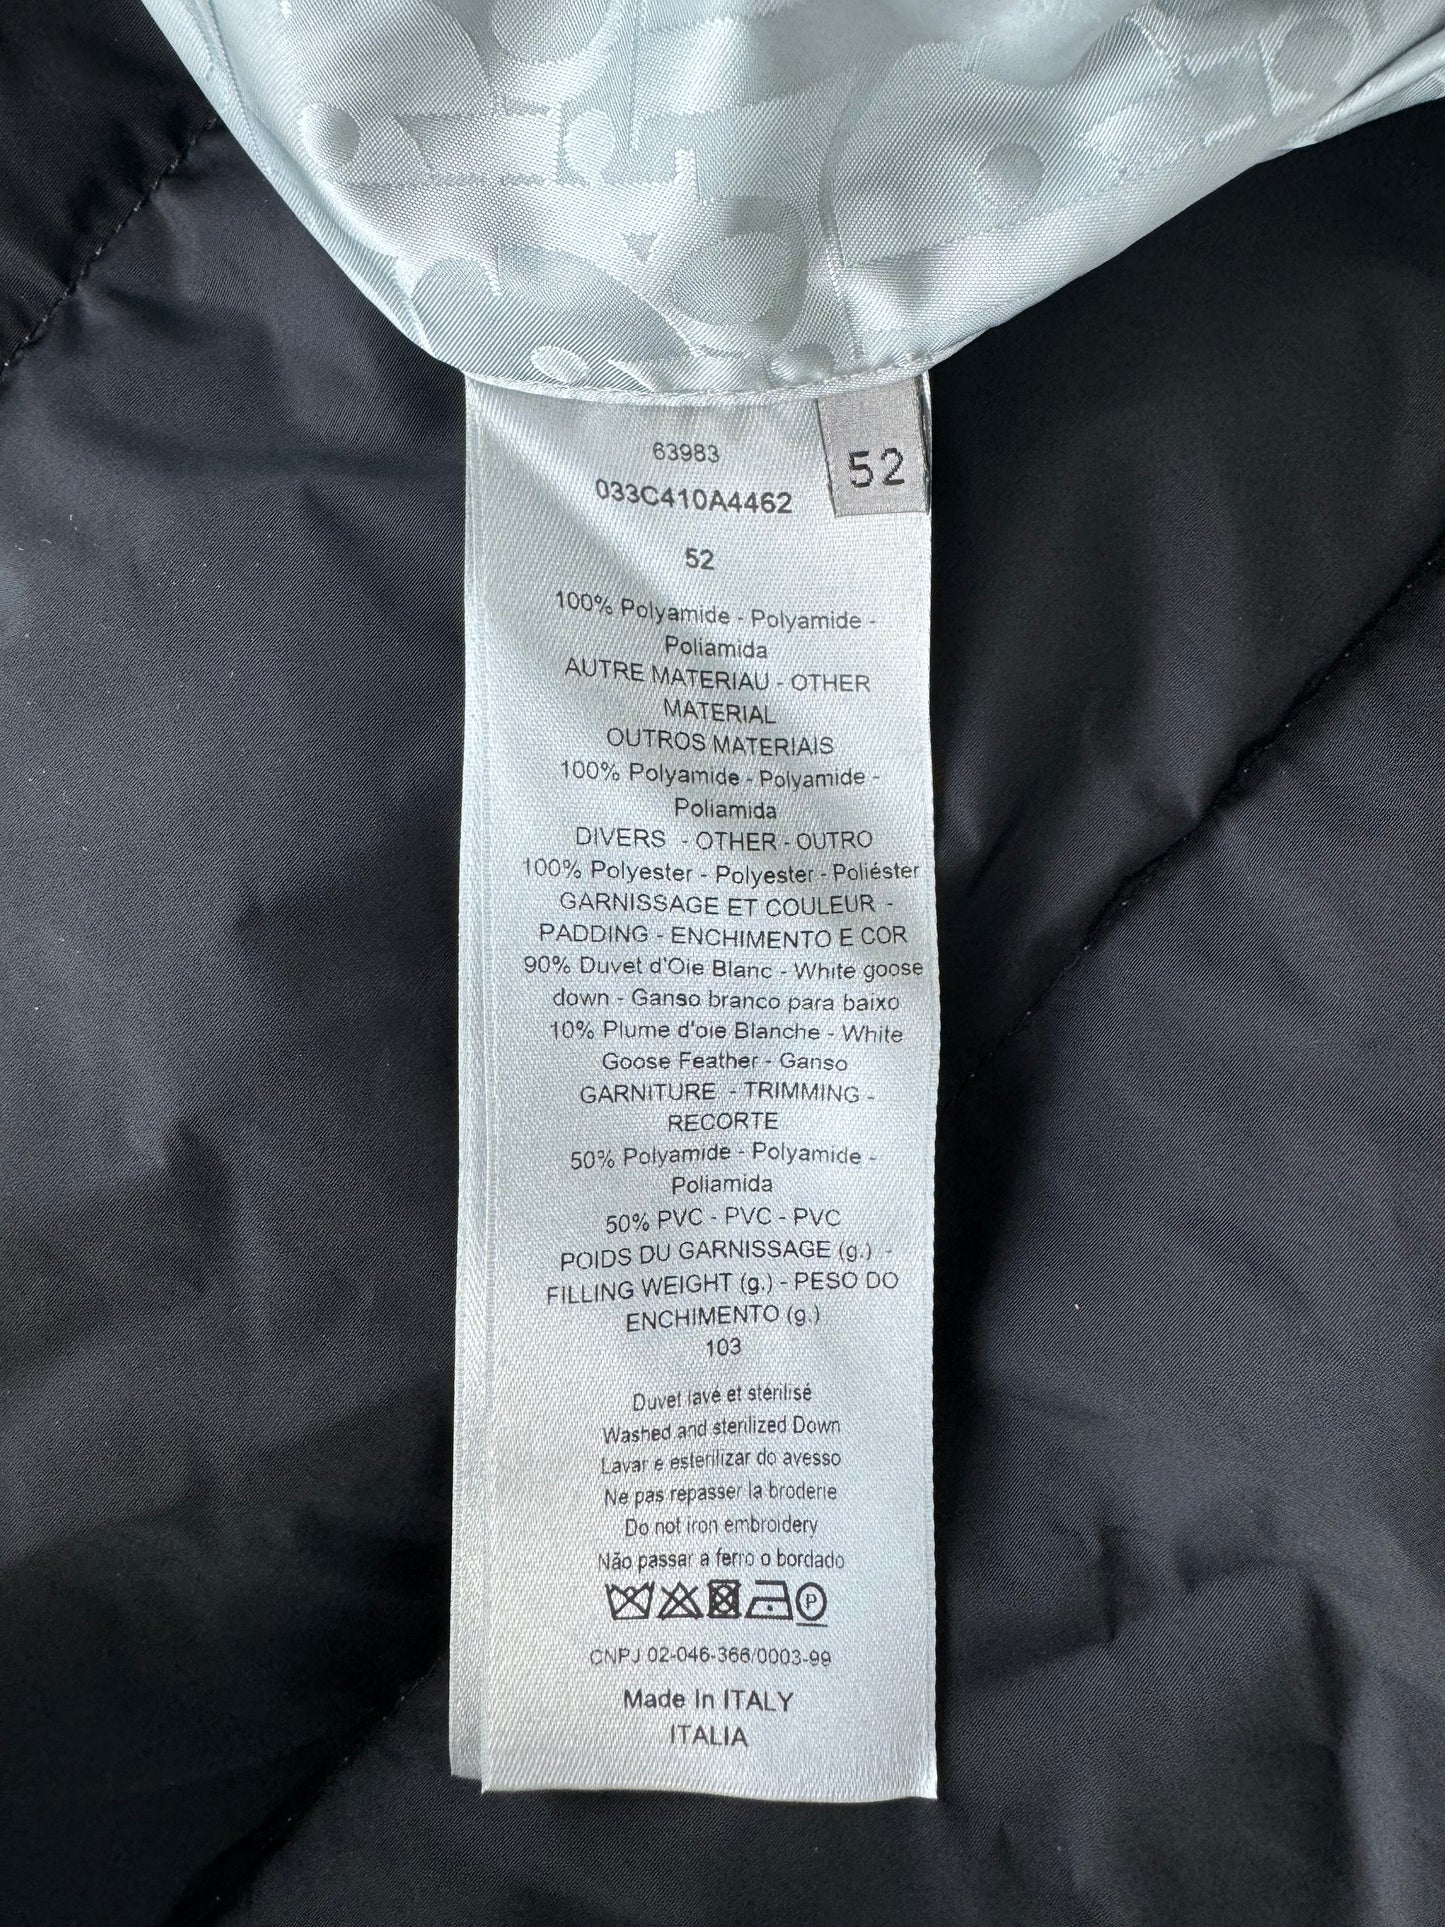 63983
52
033C410A4462
52
100% Polyamide - Polyamide -
Poliamida
AUTRE MATERIAU - OTHER
MATERIAL
OUTROS MATERIAIS
100% Polyamide - Polyamide -
Poliamida
DIVERS - OTHER - OUTRO
100% Polyester - Polyester - Poliéster
GARNISSAGE ET COULEUR -
PADDING - ENCHIMENTO E COR
90% Duvet d'Oie Blanc - White goose
down - Ganso branco para baixo
10% Plume d'oie Blanche - White
Goose Feather - Ganso
GARNITURE - TRIMMING -
RECORTE
50% Polyamide - Polyamide -
Poliamida
50% PVC - PVC - PVC
POIDS DU GARNISSAGE (g.) -
FILLING WEIGHT (g.) - PESO DO
ENCHIMENTO (g.)
103
Duvet lavé et stérilisé
Washed and sterilized Down
Lavar e esterilizar do avesso
Ne pas repasser la broderie
Do not iron embroidery
Não passar a ferro o bordado
P
CNPJ 02-046-366/0003-99
Made In ITALY
ITALIA